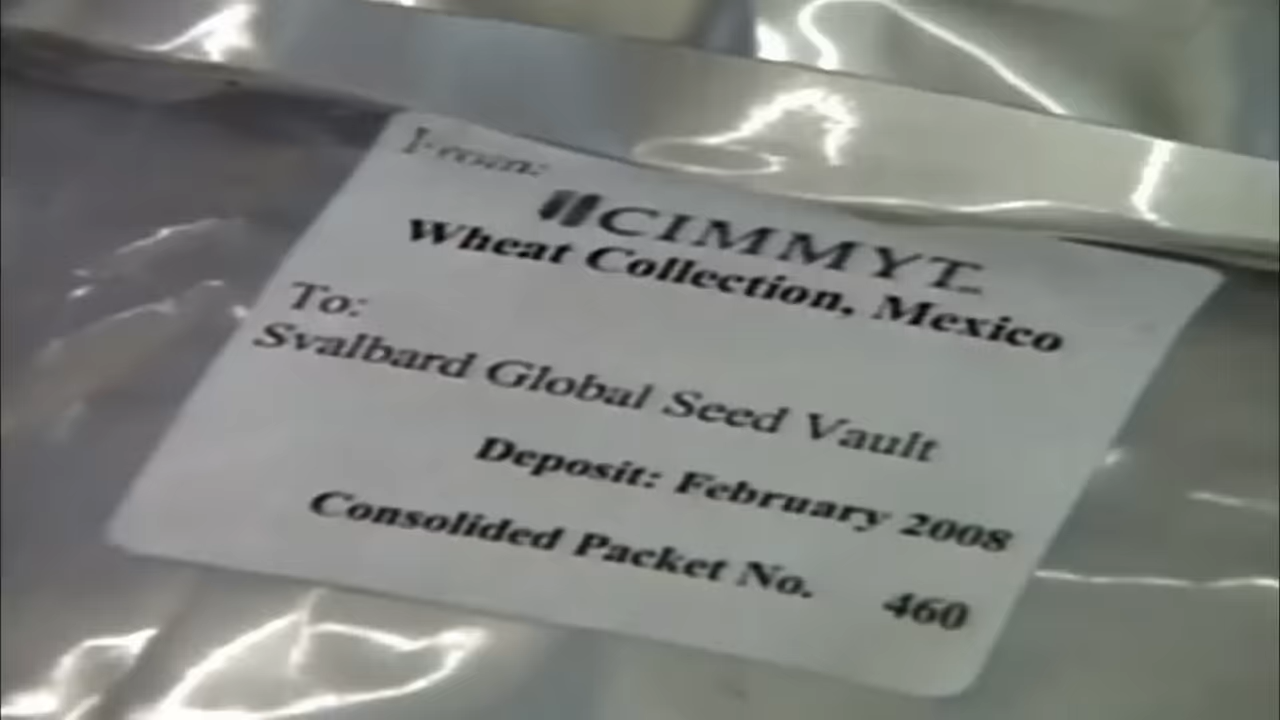 From:
CIMMYT
Wheat Collection, Mexico
To:
Svalbard Global Seed Vault
Deposit: February 2008
Consolided Packet No. 460